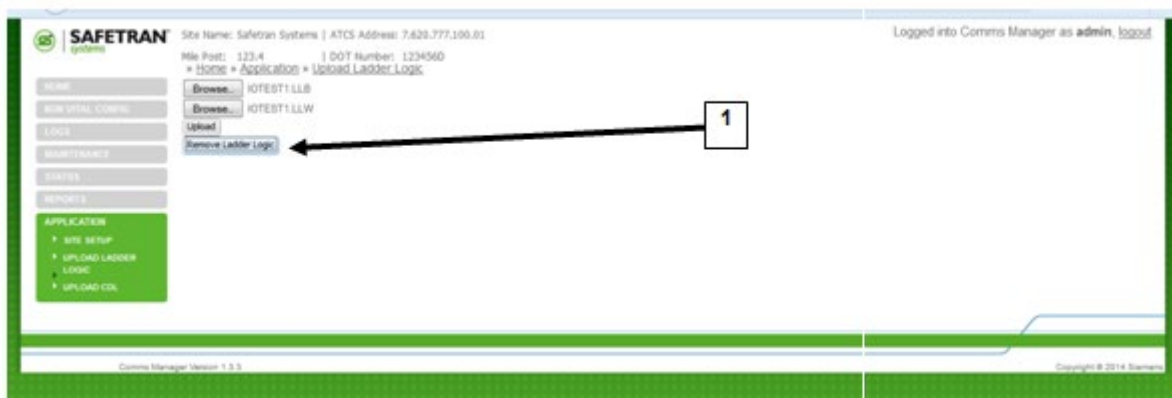 SAFETRAN
systems
Site Name: Safetran Systems | ATCS Address: 7.620.777.100.01
Logged into Comms Manager as admin, logout
Mile Post: 123.4 | DOT Number: 123456D
» Home » Application » Upload Ladder Logic
Browse... IOTEST1.LLB
Browse... IOTEST1.LLW
Upload
Remove Ladder Logic
1
HOME
NON VITAL CONFIG
LOGS
MAINTENANCE
STATUS
REPORTS
APPLICATION
SITE SETUP
UPLOAD LADDER
LOGIC
UPLOAD CDL
Comms Manager Version 1.3.5
Copyright © 2014 Siemens